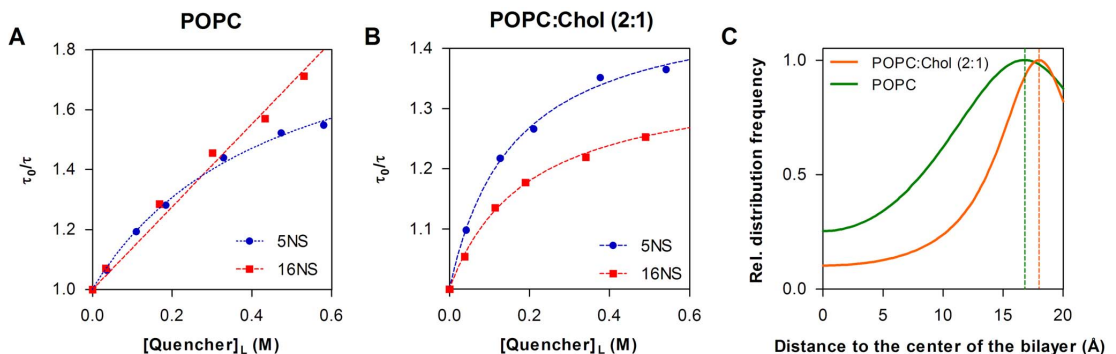 POPC
POPC:Chol (2:1)
A
B
C
1.8
1.6
1.4
1.2
1.0
τ₀/τ
0.0
0.2
0.4
0.6
[Quencher]L (M)
5NS
16NS
1.4
1.3
1.2
1.1
τ₀/τ
0.0
0.2
0.4
0.6
[Quencher]L (M)
5NS
16NS
1.0
0.5
0.0
Rel. distribution frequency
0
5
10
15
20
Distance to the center of the bilayer (Å)
POPC:Chol (2:1)
POPC